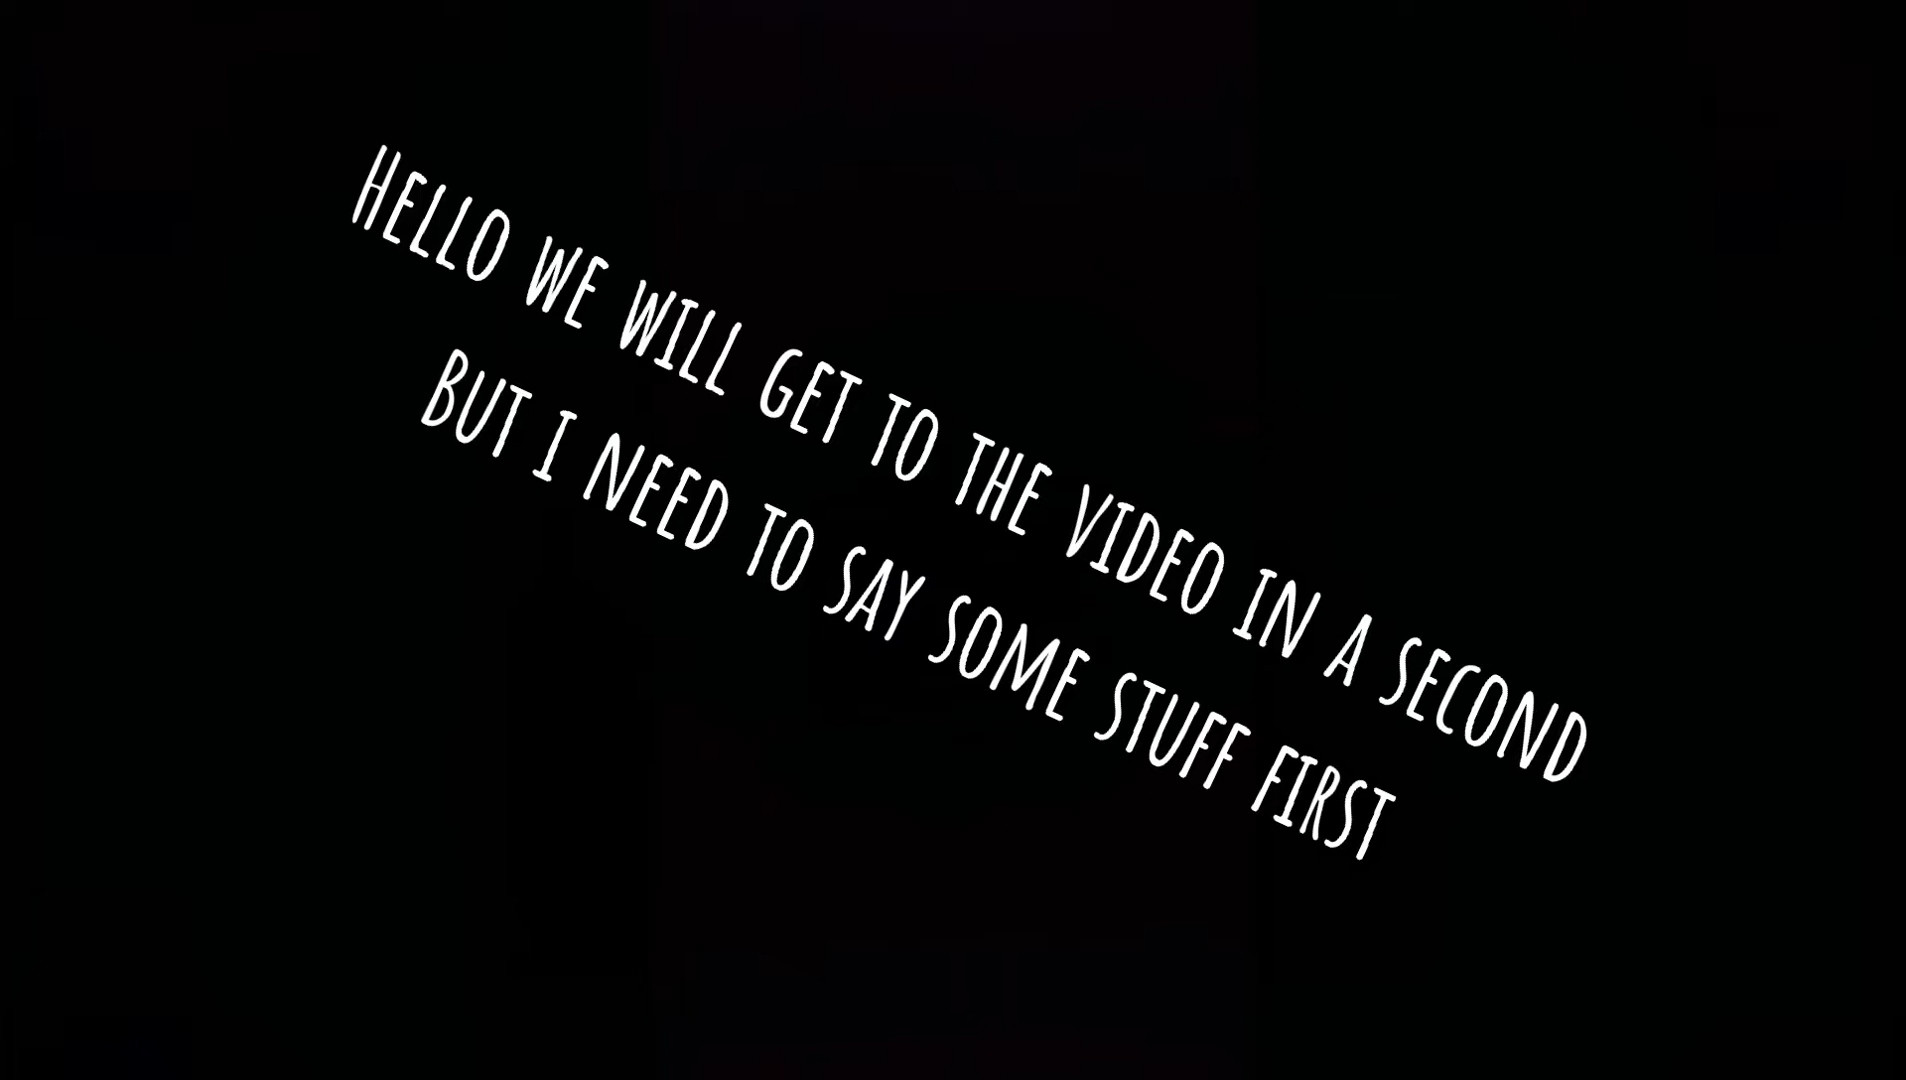 Hello we will get to the video in a second
But i need to say some stuff first